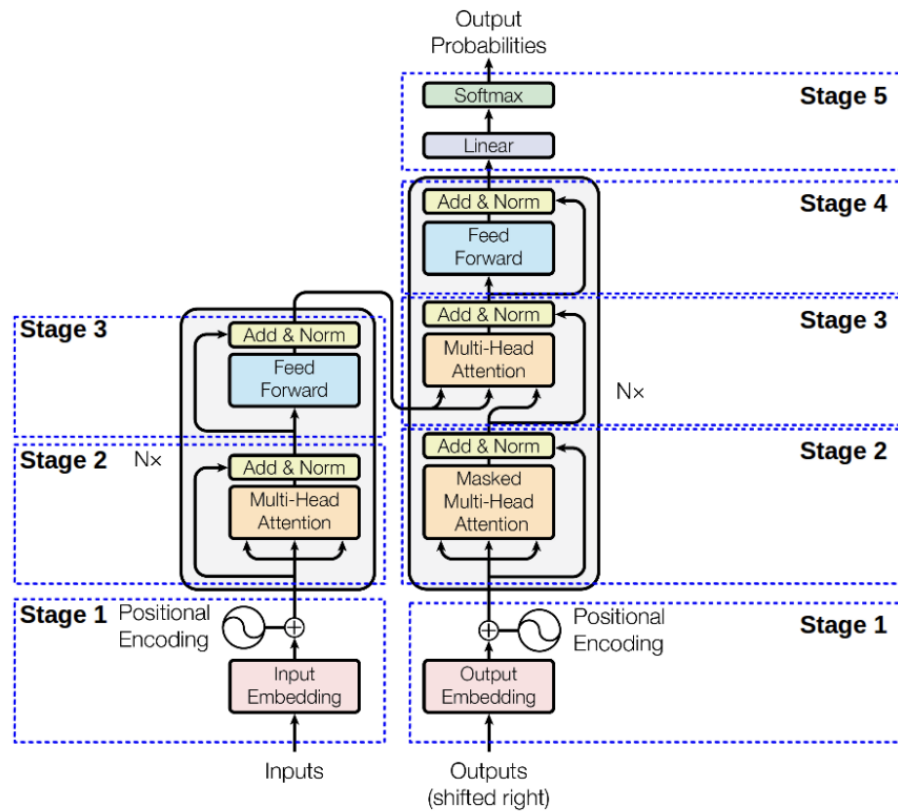 Output
Probabilities
Softmax
Stage 5
Linear
Add & Norm
Stage 4
Feed
Forward
Add & Norm
Stage 3
Multi-Head
Attention
N×
Add & Norm
Stage 2
Masked
Multi-Head
Attention
Stage 3
Add & Norm
Feed
Forward
Stage 2
N×
Add & Norm
Multi-Head
Attention
Stage 1
Positional
Encoding
Input
Embedding
Inputs
Stage 1
Positional
Encoding
Output
Embedding
Outputs
(shifted right)